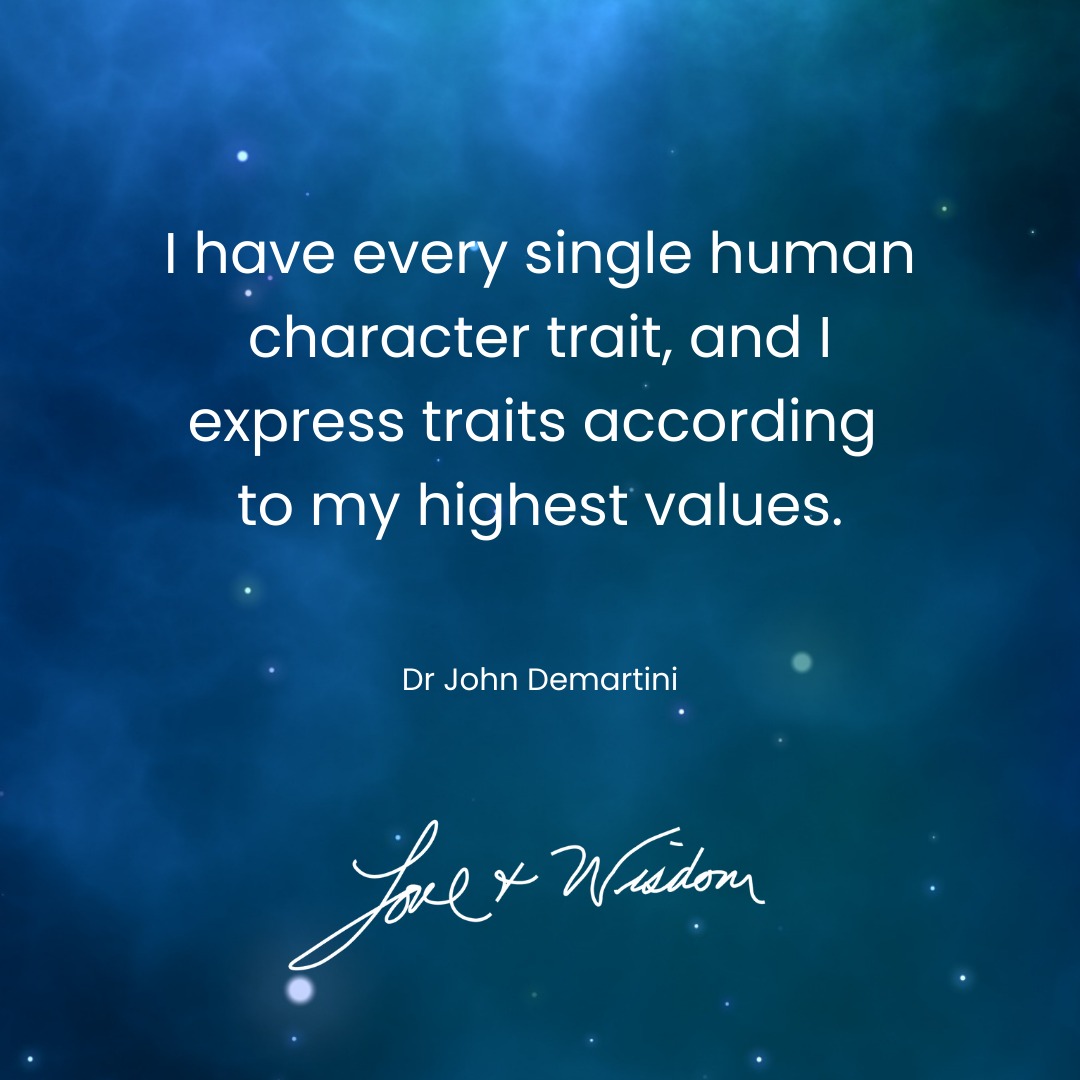 I have every single human
character trait, and I
express traits according
to my highest values.
Dr John Demartini
Love + Wisdom